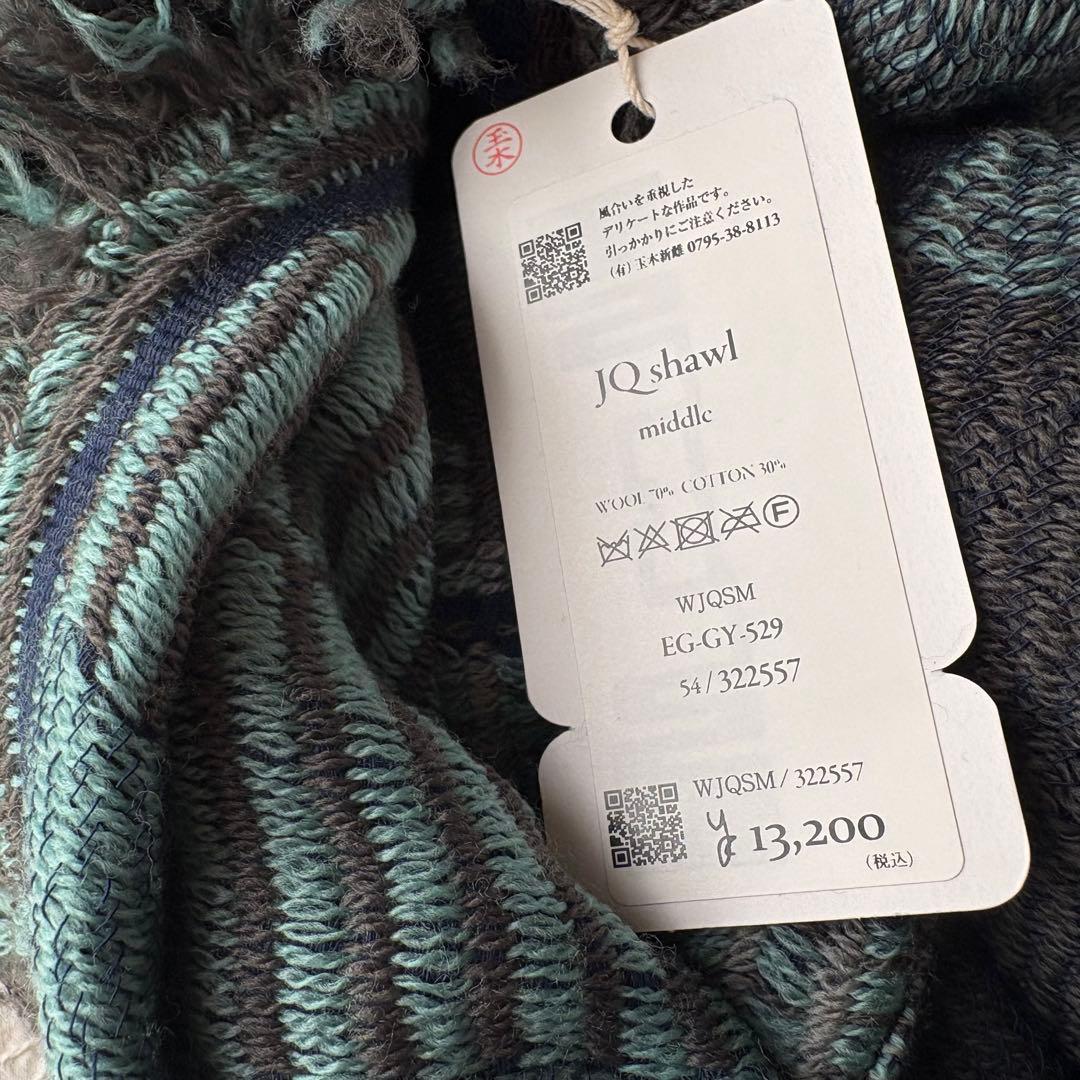 玉木
風合いを重視した
デリケートな作品です。
引っかかりにご注意ください。
(有)玉木新雌 0795-38-8113
JQ shawl
middle
WOOL 70% COTTON 30%
F
WJQSM
EG-GY-529
54/322557
WJQSM/322557
y 13,200
(税込)